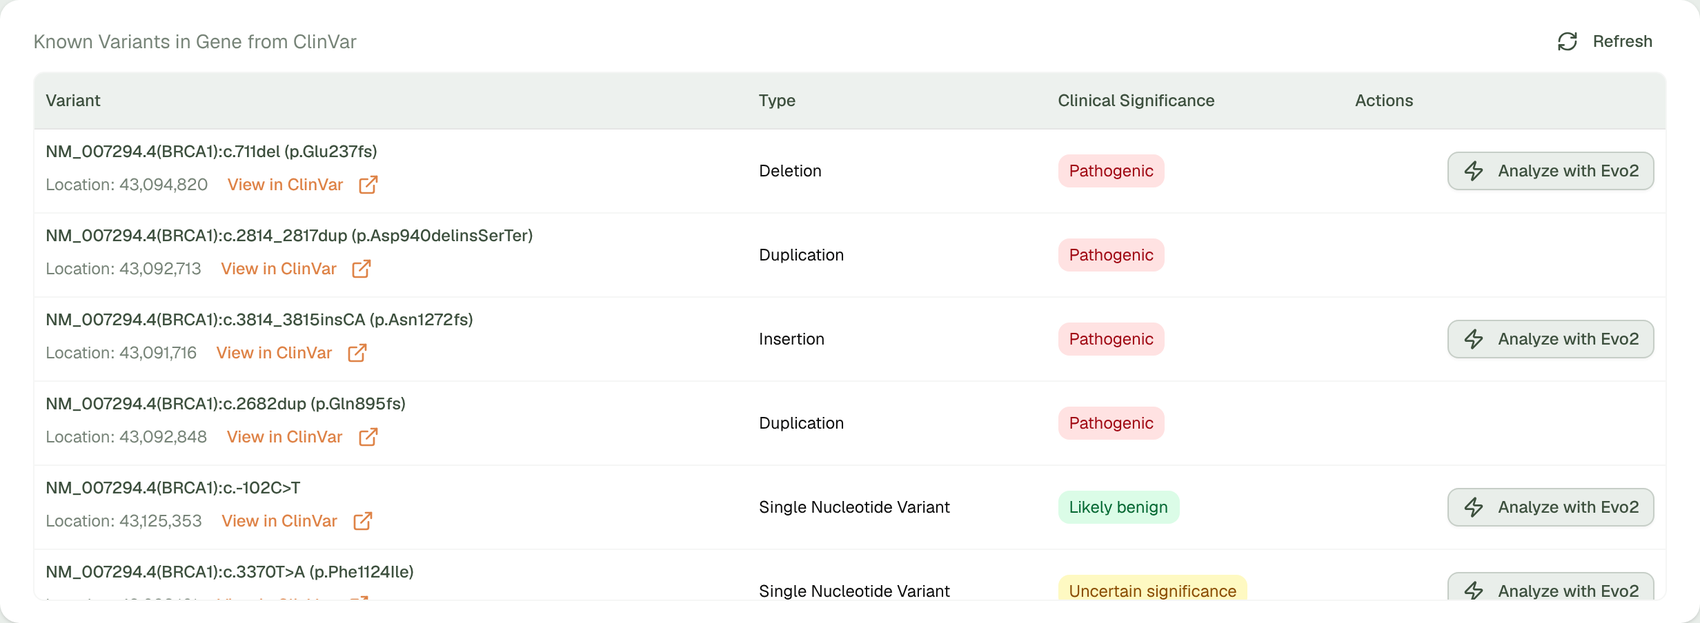 Known Variants in Gene from ClinVar
Refresh
Variant Type Clinical Significance Actions
NM_007294.4(BRCA1):c.711del (p.Glu237fs)
Location: 43,094,820 View in ClinVar
Deletion Pathogenic Analyze with Evo2
NM_007294.4(BRCA1):c.2814_2817dup (p.Asp940delinsSerTer)
Location: 43,092,713 View in ClinVar
Duplication Pathogenic
NM_007294.4(BRCA1):c.3814_3815insCA (p.Asn1272fs)
Location: 43,091,716 View in ClinVar
Insertion Pathogenic Analyze with Evo2
NM_007294.4(BRCA1):c.2682dup (p.Gln895fs)
Location: 43,092,848 View in ClinVar
Duplication Pathogenic
NM_007294.4(BRCA1):c.-102C>T
Location: 43,125,353 View in ClinVar
Single Nucleotide Variant Likely benign Analyze with Evo2
NM_007294.4(BRCA1):c.3370T>A (p.Phe1124Ile)
Single Nucleotide Variant Uncertain significance Analyze with Evo2